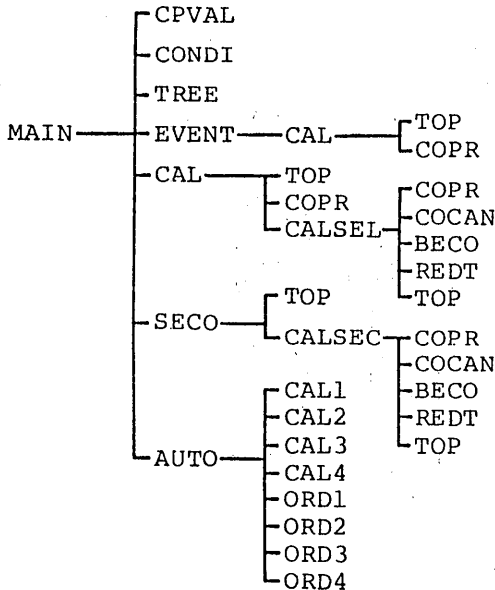 CPVAL
CONDI
TREE
MAIN EVENT CAL TOP
COPR
CAL TOP
COPR
CALSEL COPR
COCAN
BECO
REDT
TOP
SECO TOP
CALSEC COPR
COCAN
BECO
REDT
TOP
AUTO CAL1
CAL2
CAL3
CAL4
ORD1
ORD2
ORD3
ORD4